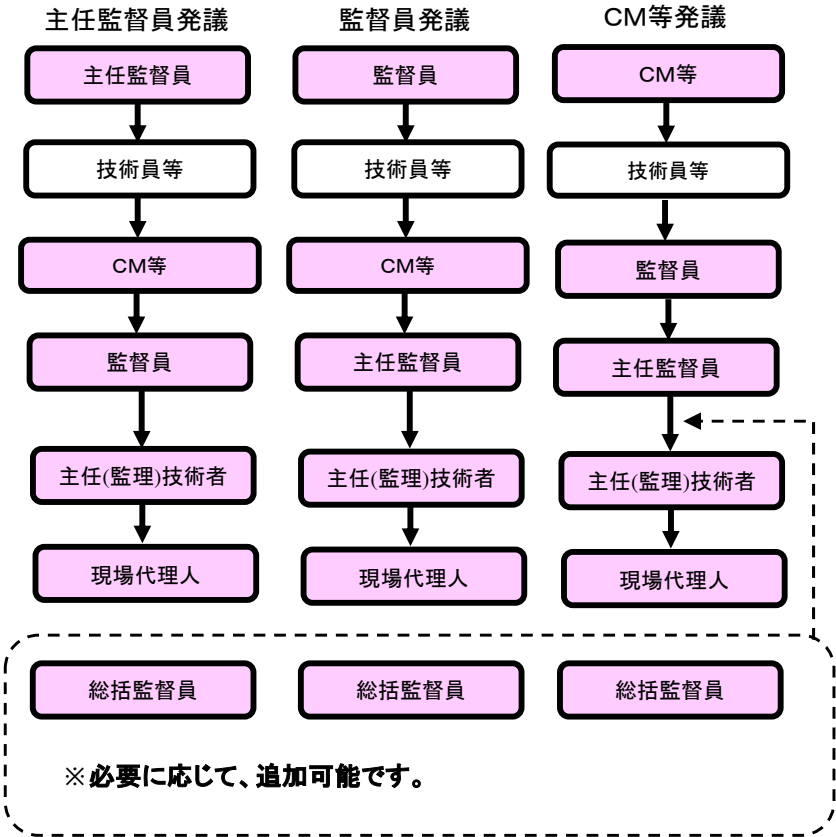 主任監督員発議
主任監督員
技術員等
CM等
監督員
主任(監理)技術者
現場代理人
監督員発議
監督員
技術員等
CM等
主任監督員
主任(監理)技術者
現場代理人
CM等発議
CM等
技術員等
監督員
主任監督員
主任(監理)技術者
現場代理人
総括監督員
総括監督員
総括監督員
※必要に応じて、追加可能です。